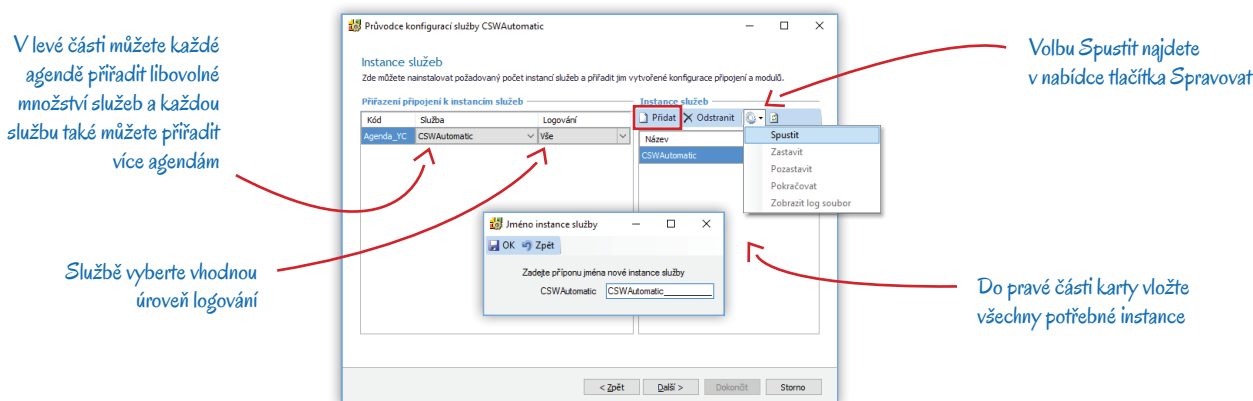 V levé části můžete každé
agendě přiřadit libovolné
množství služeb a každou
službu také můžete přiřadit
více agendám
Službě vyberte vhodnou
úroveň logování
Průvodce konfigurací služby CSWAutomatic
Instance služeb
Zde můžete nainstalovat požadovaný počet instancí služeb a přiřadit jim vytvořené konfigurace připojení a modulů.
Přiřazení připojení k instancím služeb
Kód Služba Logování
Agenda_YC CSWAutomatic Vše
Instance služeb
Přidat Odstranit
Název
CSWAutomatic
Spustit
Zastavit
Pozastavit
Pokračovat
Zobrazit log soubor
Jméno instance služby
OK Zpět
Zadejte příponu jména nové instance služby
CSWAutomatic CSWAutomatic__________
< Zpět Další > Dokončit Storno
Volbu Spustit najdete
v nabídce tlačítka Spravovat
Do pravé části karty vložte
všechny potřebné instance